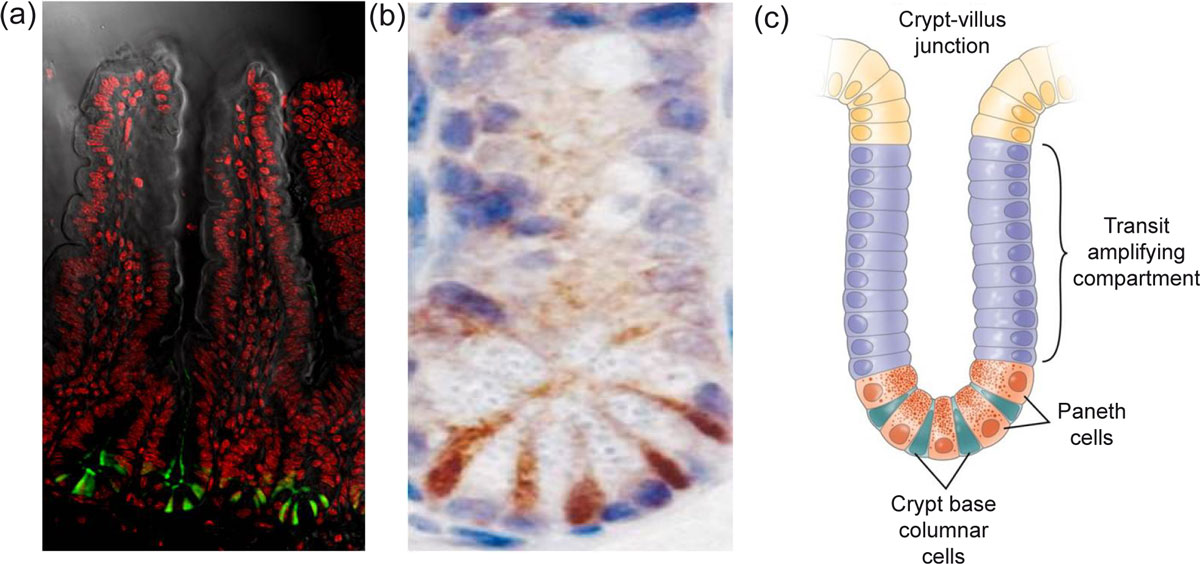 (a)
(b)
(c)
Crypt-villus
junction
Transit
amplifying
compartment
Paneth
cells
Crypt base
columnar
cells